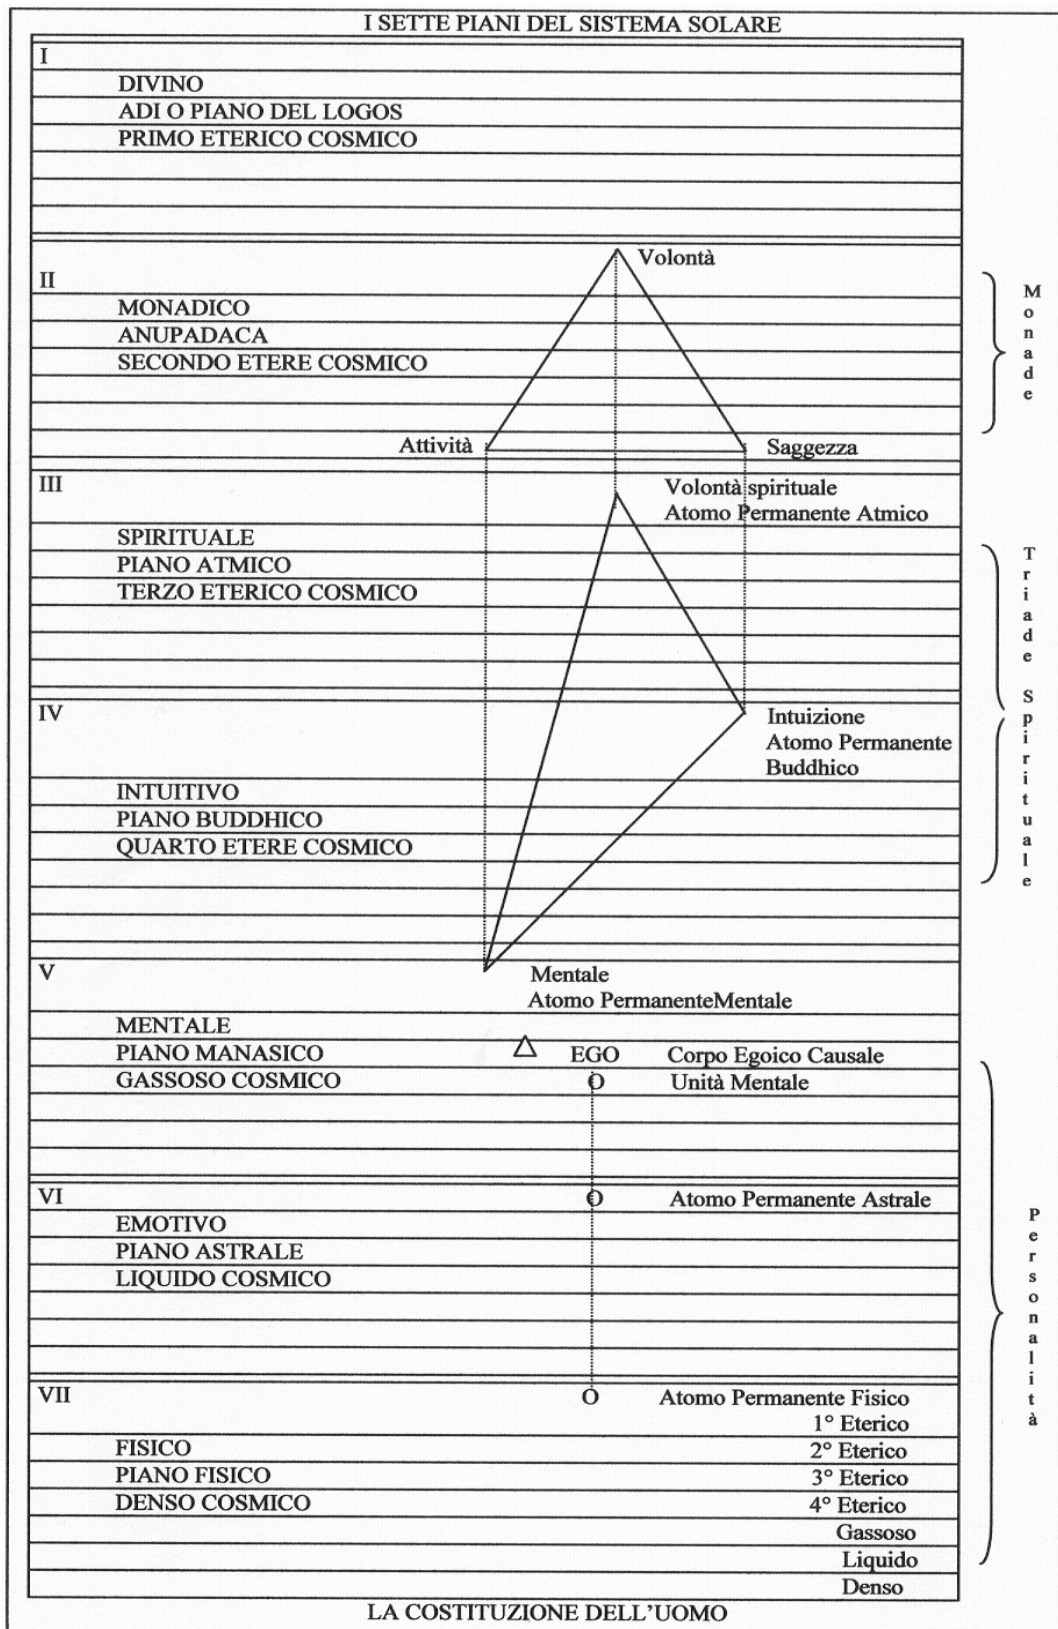 I SETTE PIANI DEL SISTEMA SOLARE
I
DIVINO
ADI O PIANO DEL LOGOS
PRIMO ETERICO COSMICO
Volontà
II
MONADICO
ANUPADACA
SECONDO ETERE COSMICO
Attività
Saggezza
Monade
III
Volontà spirituale
Atomo Permanente Atmico
SPIRITUALE
PIANO ATMICO
TERZO ETERICO COSMICO
IV
Intuizione
Atomo Permanente
Buddhico
INTUITIVO
PIANO BUDDHICO
QUARTO ETERE COSMICO
Triade Spirituale
V
Mentale
Atomo PermanenteMentale
MENTALE
PIANO MANASICO EGO Corpo Egoico Causale
GASSOSO COSMICO O Unità Mentale
VI O Atomo Permanente Astrale
EMOTIVO
PIANO ASTRALE
LIQUIDO COSMICO
Personalità
VII O Atomo Permanente Fisico
1° Eterico
FISICO 2° Eterico
PIANO FISICO 3° Eterico
DENSO COSMICO 4° Eterico
Gassoso
Liquido
Denso
LA COSTITUZIONE DELL'UOMO